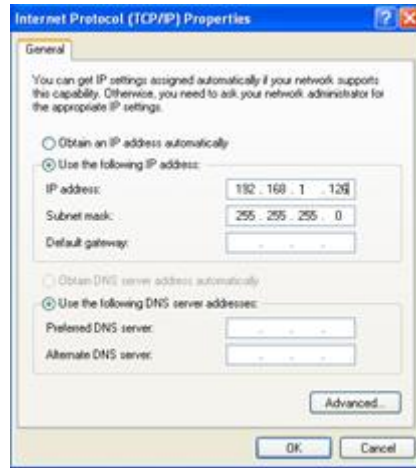 Internet Protocol (TCP/IP) Properties
General
You can get IP settings assigned automatically if your network supports
this capability. Otherwise, you need to ask your network administrator for
the appropriate IP settings.
Obtain an IP address automatically
Use the following IP address:
IP address: 192 . 168 . 1 . 126
Subnet mask: 255 . 255 . 255 . 0
Default gateway: . . .
Obtain DNS server address automatically
Use the following DNS server addresses:
Preferred DNS server: . . .
Alternate DNS server: . . .
Advanced...
OK Cancel